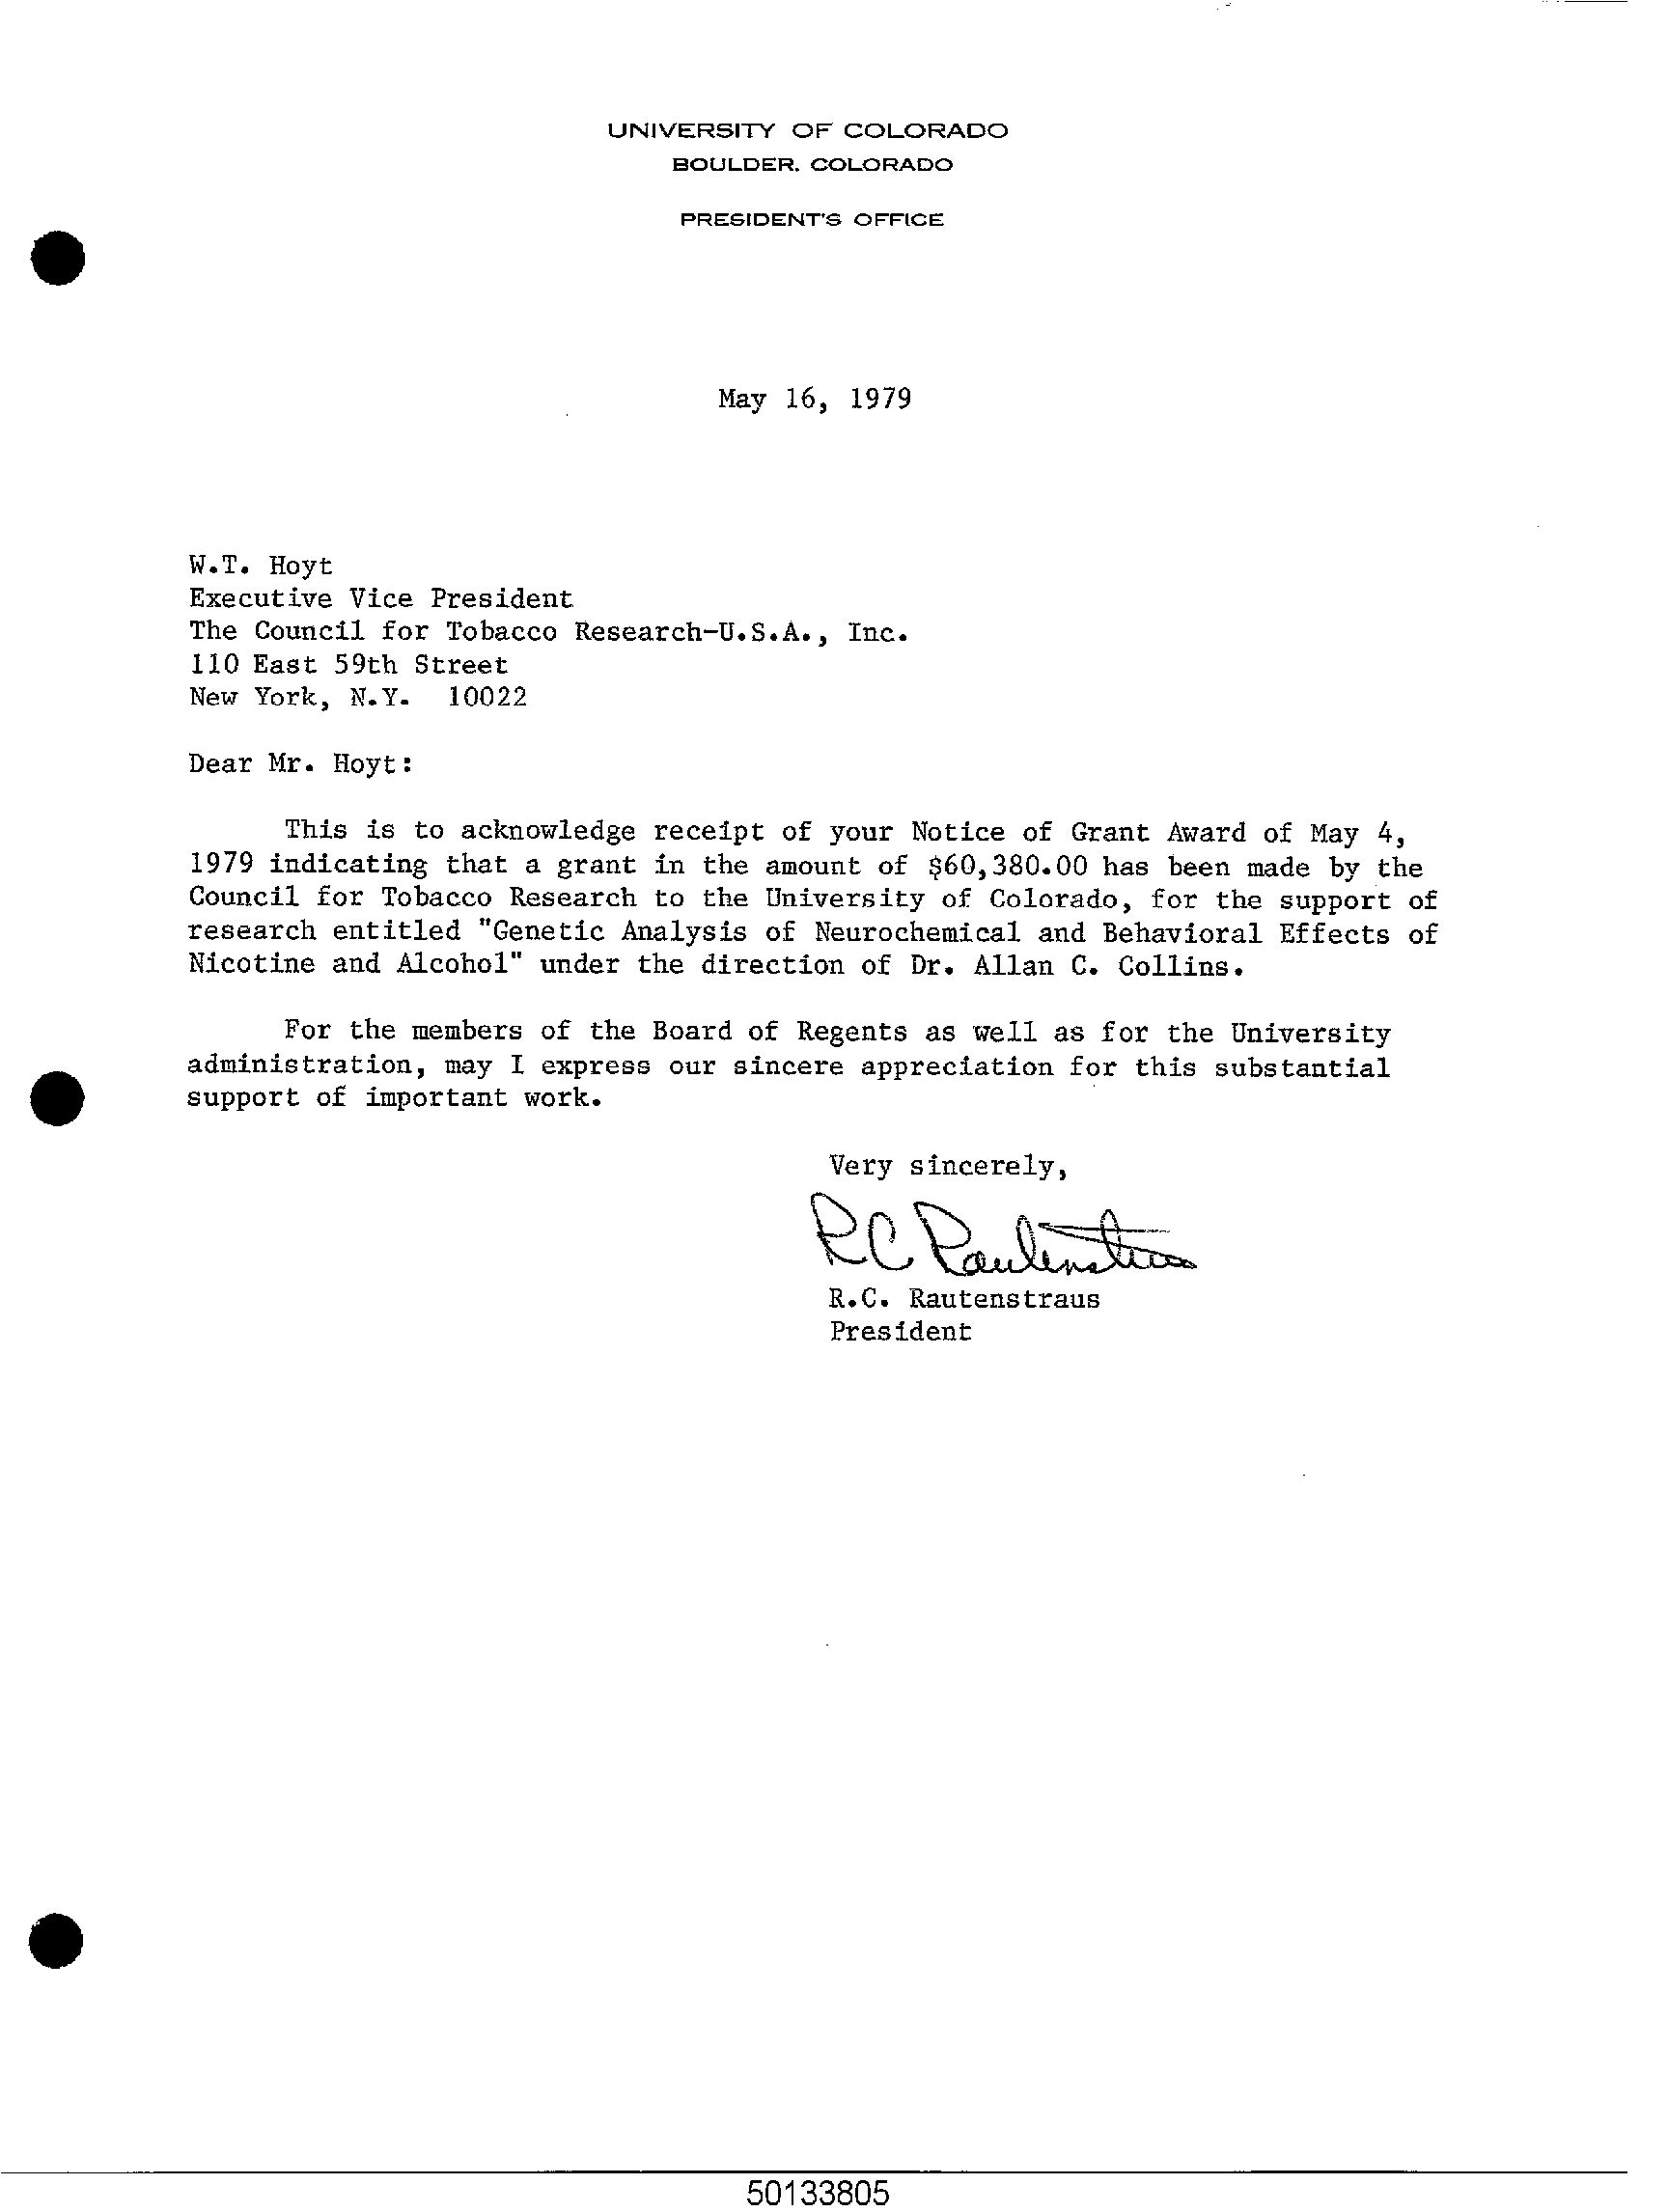 UNIVERSITY OF COLORADO
BOULDER, COLORADO
PRESIDENT'S OFFICE
May 16, 1979
W.T. Hoyt
Executive Vice President
The Council for Tobacco Research-U.S.A., Inc.
110 East 59th Street
New York, N.Y.  10022
Dear Mr. Hoyt:
This is to acknowledge receipt of your Notice of Grant Award of May 4,
1979 indicating that a grant in the amount of $60,380.00 has been made by the
Council for Tobacco Research to the University of Colorado, for the support of
research entitled "Genetic Analysis of Neurochemical and Behavioral Effects of
Nicotine and Alcohol" under the direction of Dr. Allan C. Collins.
For the members of the Board of Regents as well as for the University
administration, may I express our sincere appreciation for this substantial
support of important work.
Very sincerely,
RC Rautenstraus
R.C. Rautenstraus
President
50133805